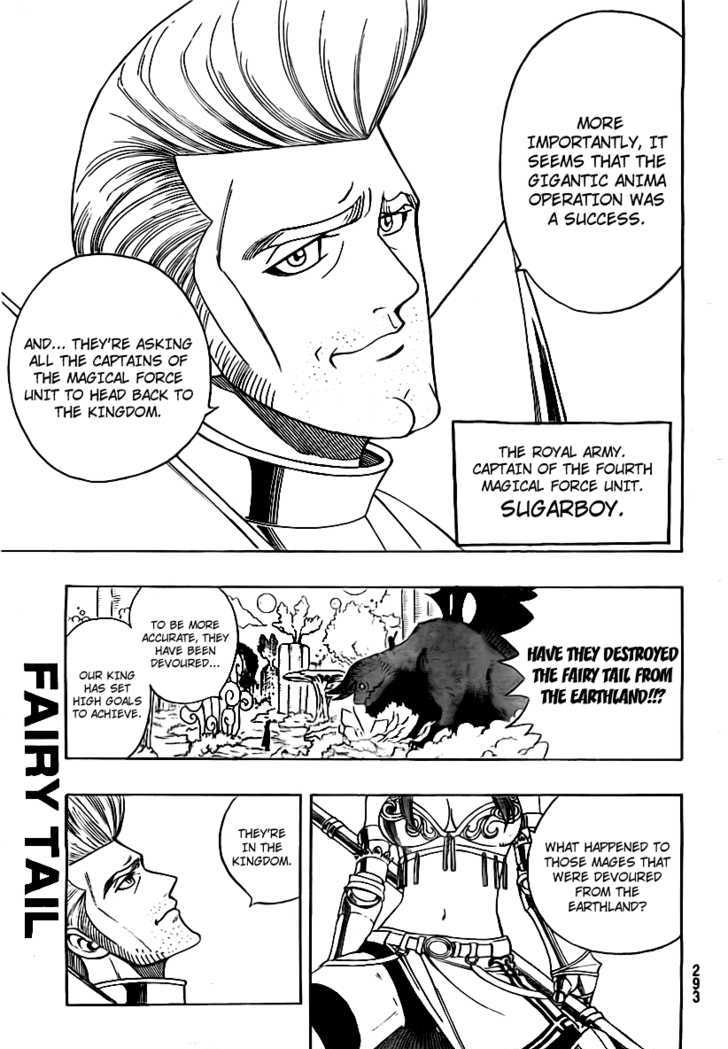 MORE
IMPORTANTLY, IT
SEEMS THAT THE
GIGANTIC ANIMA
OPERATION WAS
A SUCCESS.
AND... THEY'RE ASKING
ALL THE CAPTAINS OF
THE MAGICAL FORCE
UNIT TO HEAD BACK TO
THE KINGDOM.
THE ROYAL ARMY.
CAPTAIN OF THE FOURTH
MAGICAL FORCE UNIT.
SUGARBOY.
HAVE THEY DESTROYED
THE FAIRY TAIL FROM
THE EARTHLAND!!?
TO BE MORE
ACCURATE, THEY
HAVE BEEN
DEVOURED...
OUR KING
HAS SET
HIGH GOALS
TO ACHIEVE.
WHAT HAPPENED TO
THOSE MAGES THAT
WERE DEVOURED
FROM THE
EARTHLAND?
THEY'RE
IN THE
KINGDOM.
FAIRY TAIL
293